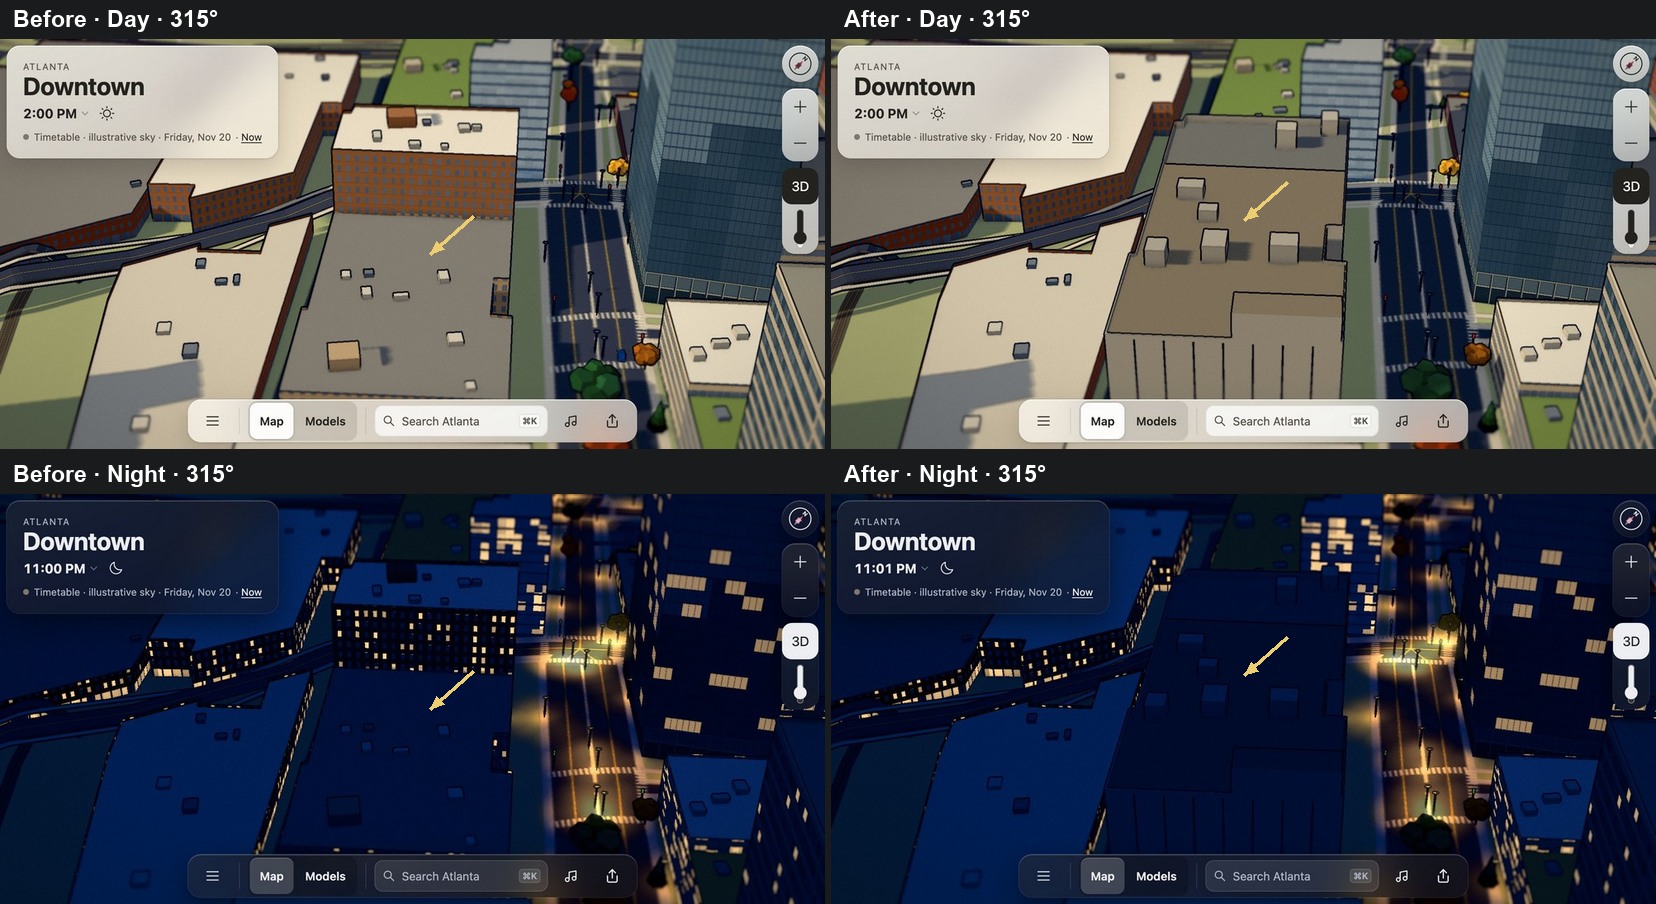 Before · Day · 315°
ATLANTA
Downtown
2:00 PM
Timetable · illustrative sky · Friday, Nov 20 · Now
+
−
3D
Map
Models
Search Atlanta
⌘K
After · Day · 315°
ATLANTA
Downtown
2:00 PM
Timetable · illustrative sky · Friday, Nov 20 · Now
+
−
3D
Map
Models
Search Atlanta
⌘K
Before · Night · 315°
ATLANTA
Downtown
11:00 PM
Timetable · illustrative sky · Friday, Nov 20 · Now
+
−
3D
Map
Models
Search Atlanta
⌘K
After · Night · 315°
ATLANTA
Downtown
11:01 PM
Timetable · illustrative sky · Friday, Nov 20 · Now
+
−
3D
Map
Models
Search Atlanta
⌘K